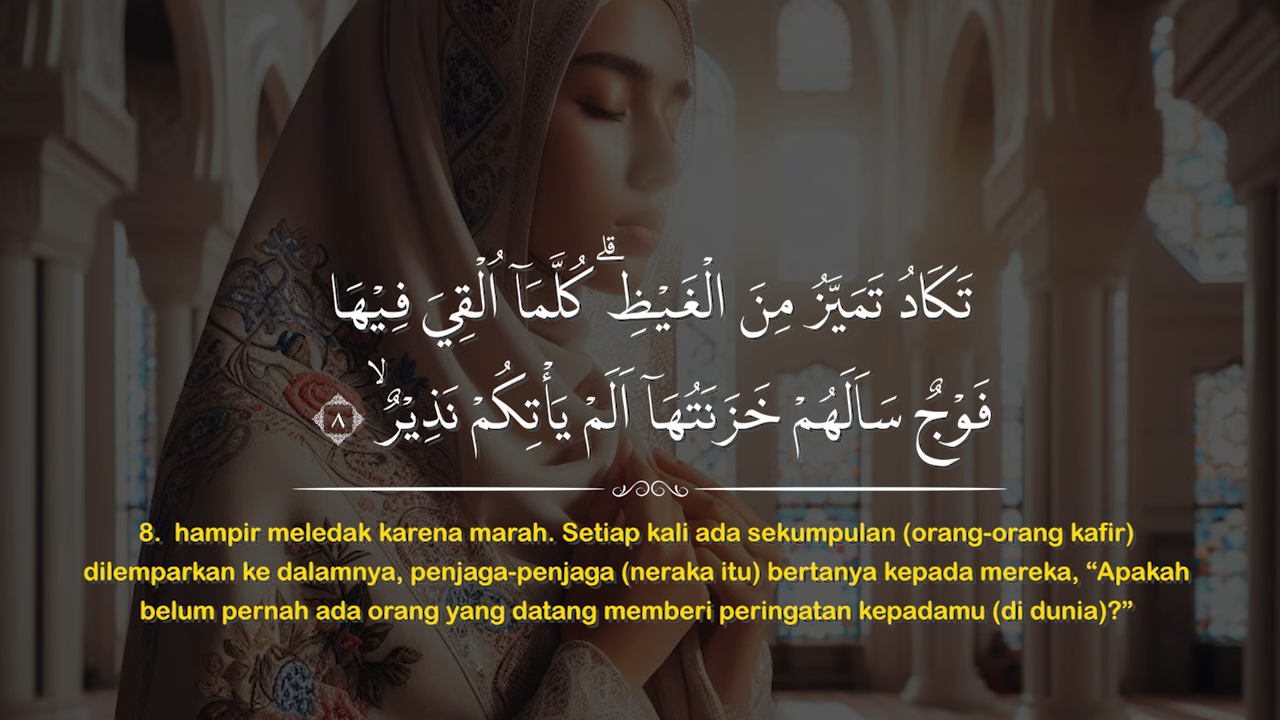 تَكَادُ تَمَيَّزُ مِنَ الْغَيْظِۗ كُلَّمَآ اُلْقِيَ فِيْهَا
فَوْجٌ سَاَلَهُمْ خَزَنَتُهَآ اَلَمْ يَأْتِكُمْ نَذِيْرٌۙ ٨
8. hampir meledak karena marah. Setiap kali ada sekumpulan (orang-orang kafir)
dilemparkan ke dalamnya, penjaga-penjaga (neraka itu) bertanya kepada mereka, “Apakah
belum pernah ada orang yang datang memberi peringatan kepadamu (di dunia)?”